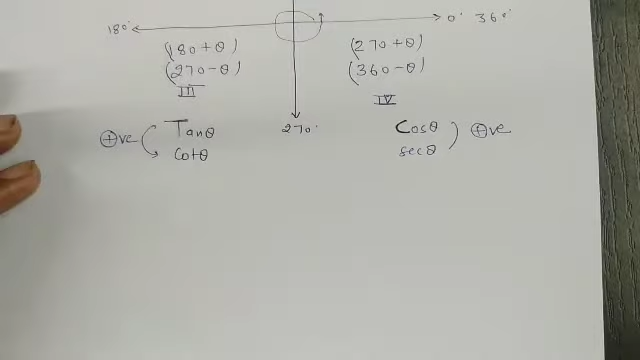 180° 0° 360°
(180+θ) (270+θ)
(270-θ) (360-θ)
III IV
⊕ve Tanθ 270° Cosθ ⊕ve
cotθ secθ